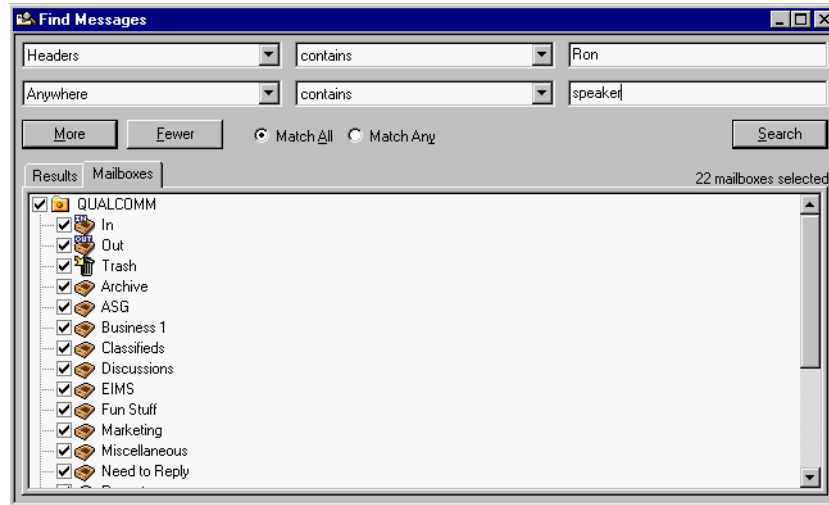 Find Messages
Headers contains Ron
Anywhere contains speaker
More Fewer Match All Match Any Search
Results Mailboxes 22 mailboxes selected
QUALCOMM
IN In
OUT Out
Trash
Archive
ASG
Business 1
Classifieds
Discussions
EIMS
Fun Stuff
Marketing
Miscellaneous
Need to Reply